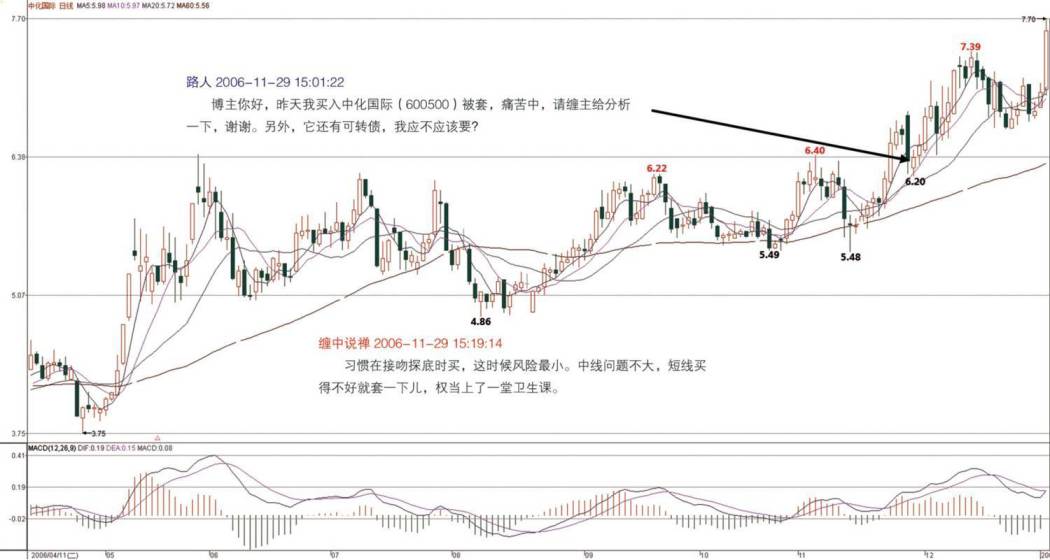 中化国际 日线 MA5:5.98 MA10:5.97 MA20:5.72 MA60:5.56
7.70
7.70
7.39
路人 2006-11-29 15:01:22
博主你好，昨天我买入中化国际（600500）被套，痛苦中，请缠主给分析
一下，谢谢。另外，它还有可转债，我应不应该要？
6.39
6.40
6.22
6.20
5.49
5.48
5.07
4.86
缠中说禅 2006-11-29 15:19:14
习惯在接吻探底时买，这时候风险最小。中线问题不大，短线买
得不好就套一下儿，权当上了一堂卫生课。
3.75
3.75
MACD(12,26,9) DIF:0.19 DEA:0.15 MACD:0.08
0.41
0.19
-0.02
2006/04/11(二) 05 06 07 08 09 10 11 12